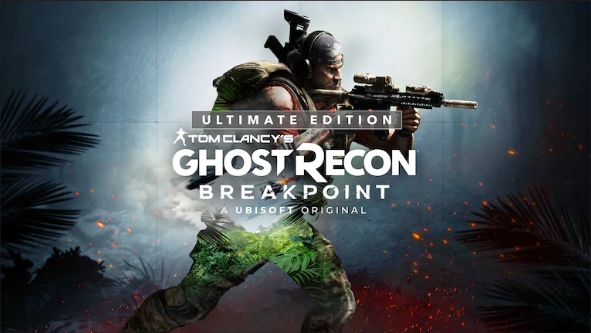 ULTIMATE EDITION
TOM CLANCY'S
GHOST RECON
BREAKPOINT
A UBISOFT ORIGINAL